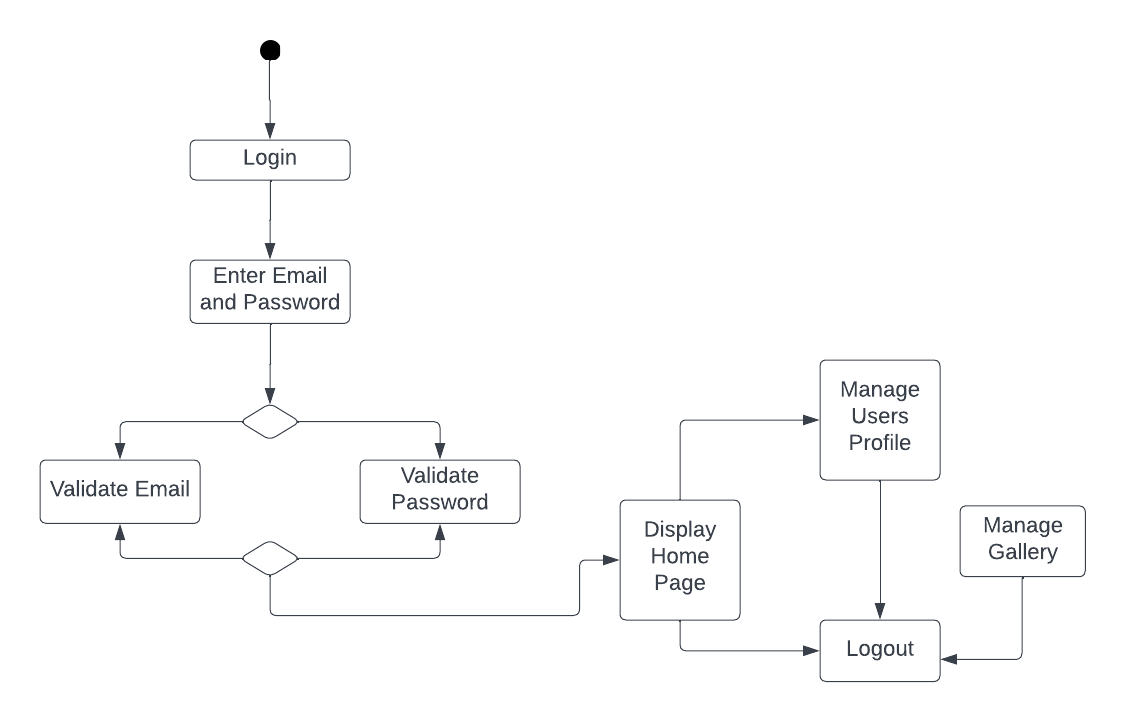 Login
Enter Email
and Password
Validate Email
Validate
Password
Display
Home
Page
Manage
Users
Profile
Manage
Gallery
Logout